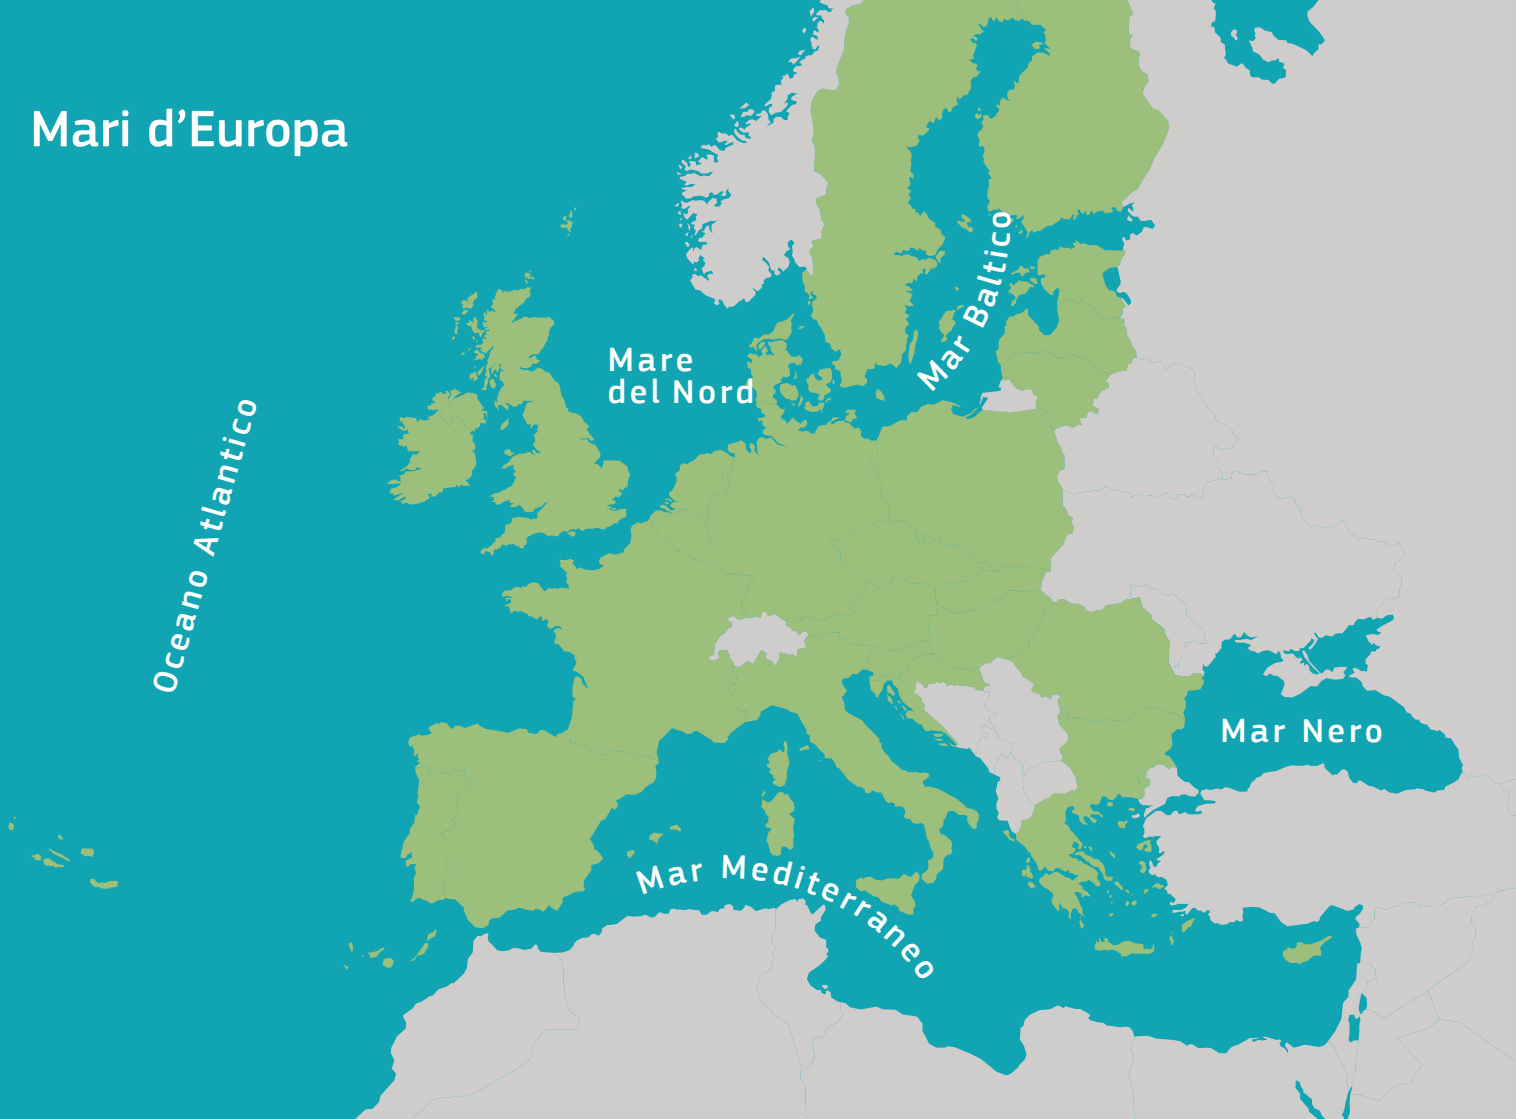 Mari d’Europa
Mare
del Nord
Mar Baltico
Oceano Atlantico
Mar Nero
Mar Mediterraneo